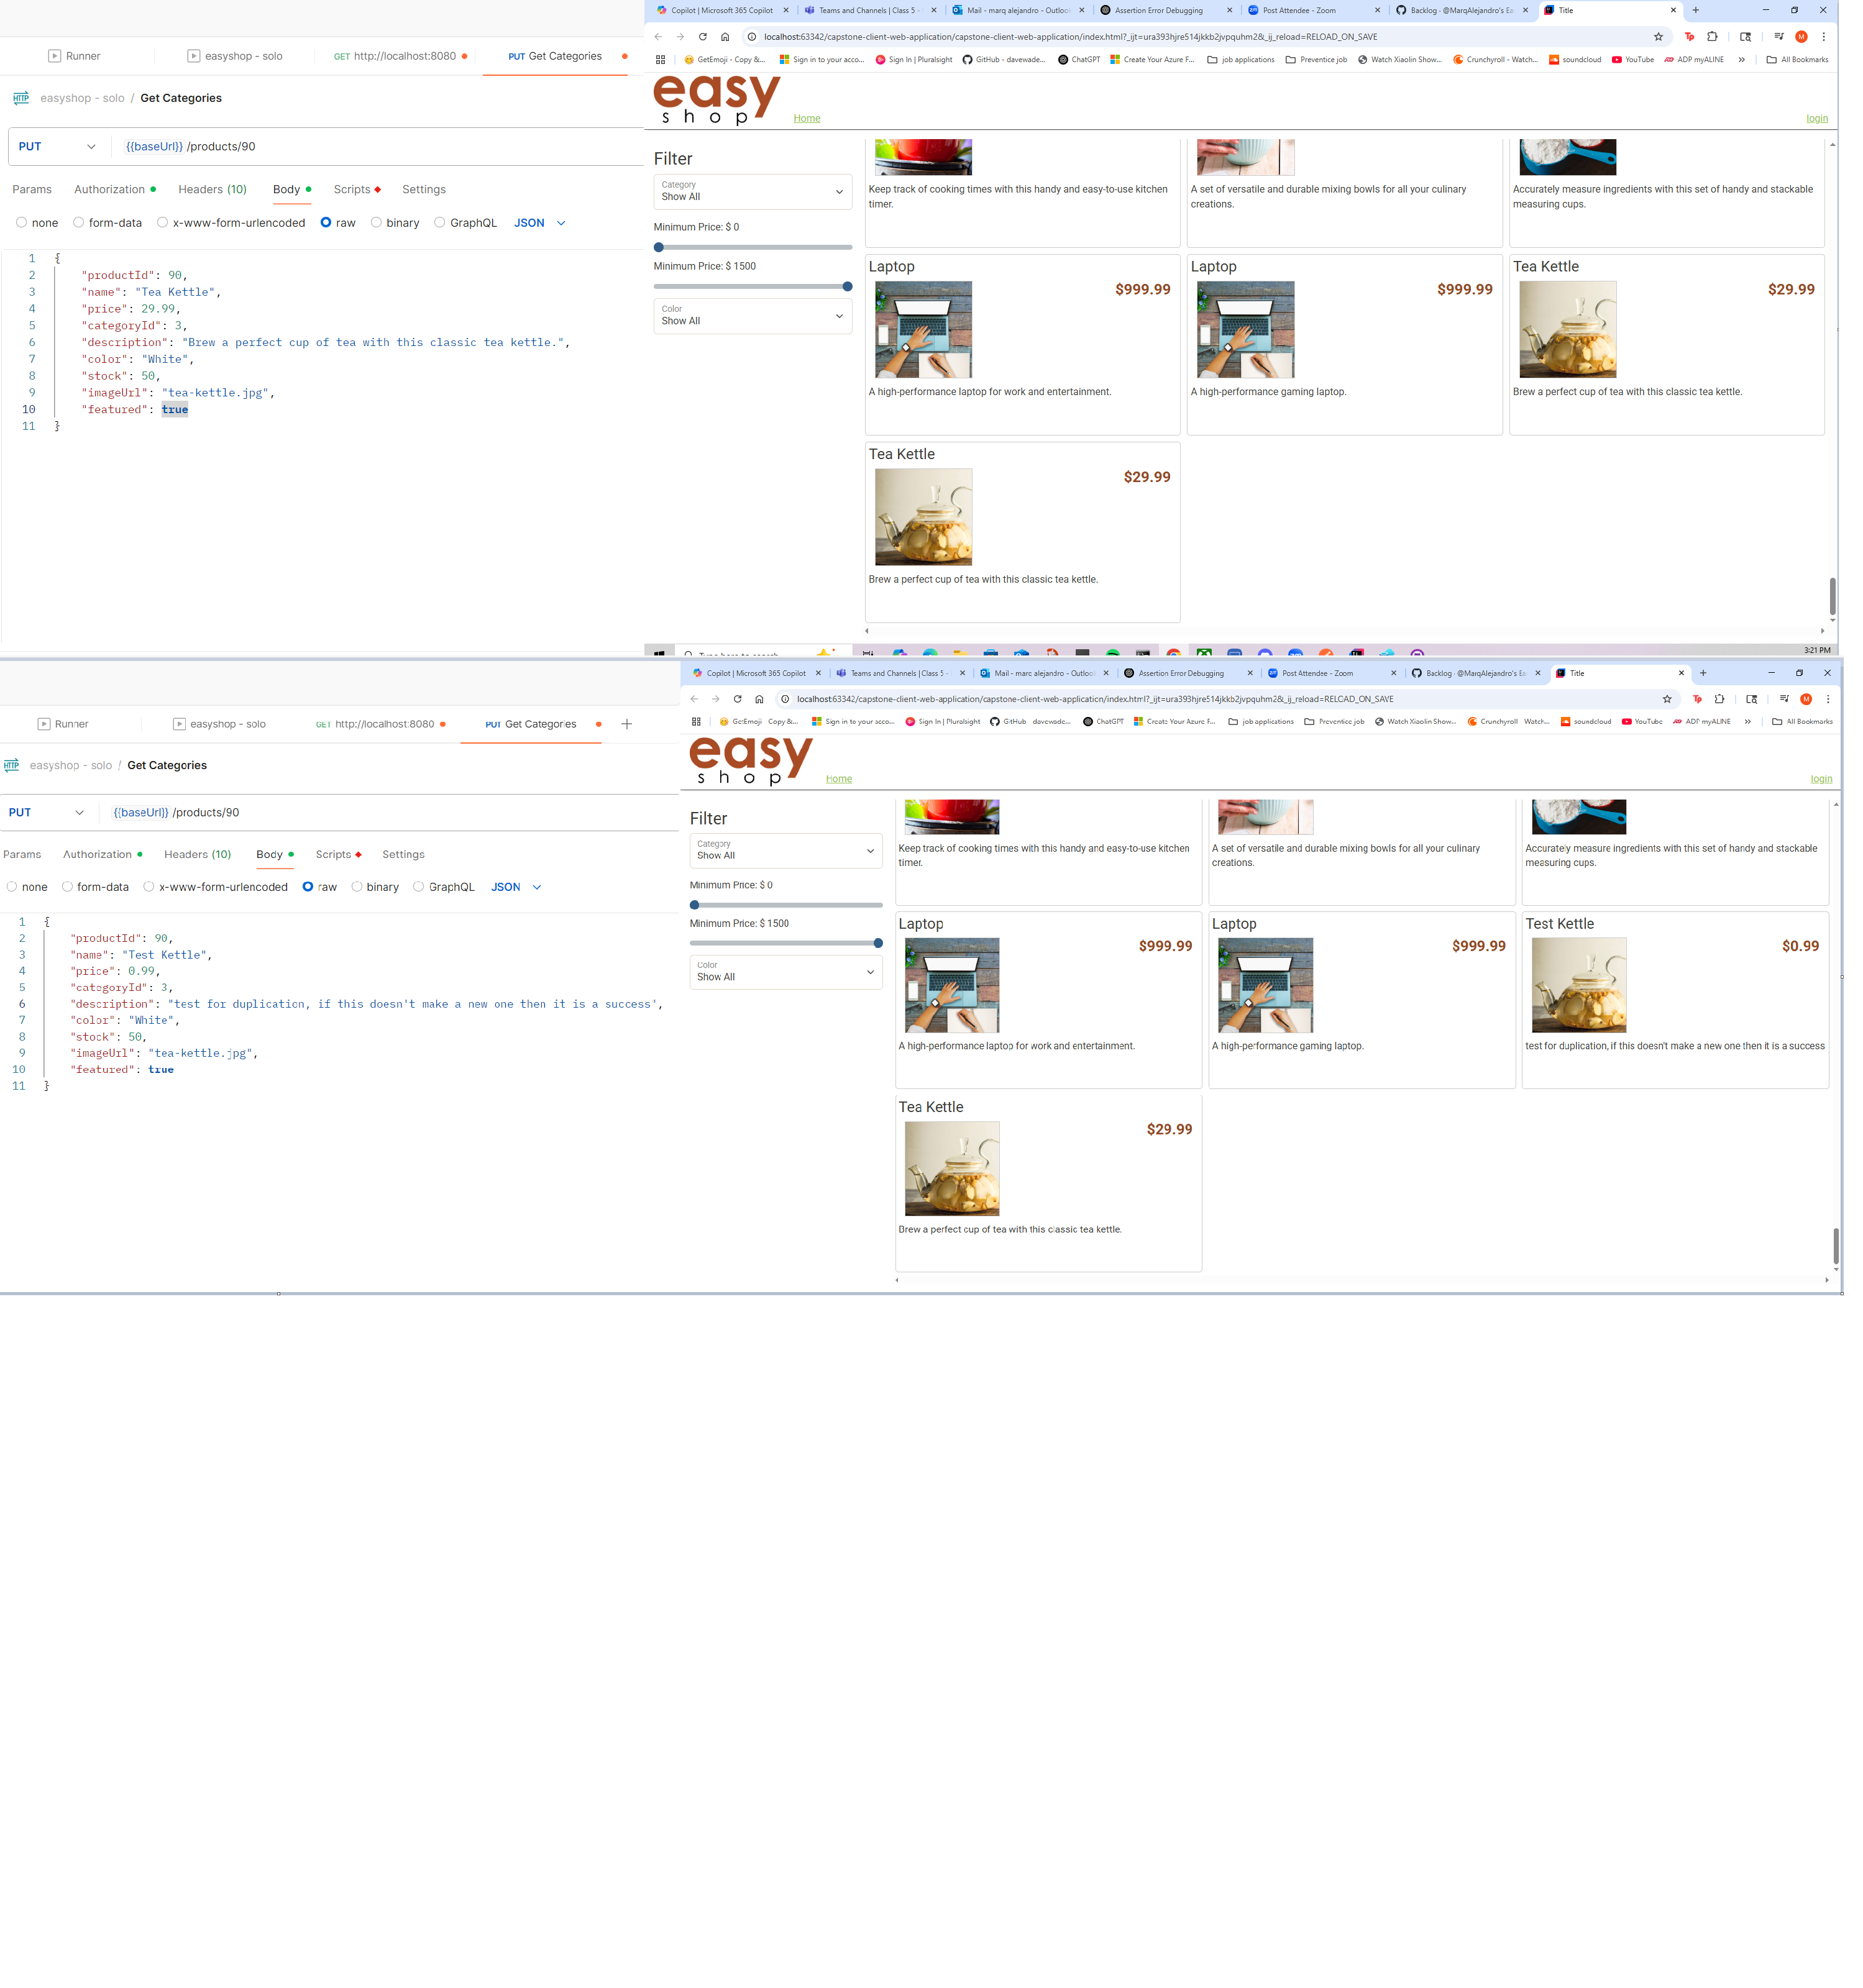 Runner
easyshop - solo
GET http://localhost:8080
PUT Get Categories
HTTP easyshop - solo / Get Categories
PUT
{{baseUrl}} /products/90
Params Authorization Headers (10) Body Scripts Settings
none form-data x-www-form-urlencoded raw binary GraphQL JSON
1 {
2 "productId": 90,
3 "name": "Tea Kettle",
4 "price": 29.99,
5 "categoryId": 3,
6 "description": "Brew a perfect cup of tea with this classic tea kettle.",
7 "color": "White",
8 "stock": 50,
9 "imageUrl": "tea-kettle.jpg",
10 "featured": true
11 }
Copilot | Microsoft 365 Copilot
Teams and Channels | Class 5 -
Mail - marq alejandro - Outlook
Assertion Error Debugging
Post Attendee - Zoom
Backlog · @MarqAlejandro's Ea
Title
localhost:63342/capstone-client-web-application/capstone-client-web-application/index.html?_ijt=ura393hjre514jkkb2jvpquhm2&_ij_reload=RELOAD_ON_SAVE
GetEmoji - Copy &... Sign in to your acco... Sign In | Pluralsight GitHub - davewade... ChatGPT Create Your Azure F... job applications Preventice job Watch Xiaolin Show... Crunchyroll - Watch... soundcloud YouTube ADP myALINE » All Bookmarks
easy
shop
Home
login
Filter
Category
Show All
Minimum Price: $ 0
Minimum Price: $ 1500
Color
Show All
Keep track of cooking times with this handy and easy-to-use kitchen
timer.
A set of versatile and durable mixing bowls for all your culinary
creations.
Accurately measure ingredients with this set of handy and stackable
measuring cups.
Laptop
$999.99
A high-performance laptop for work and entertainment.
Laptop
$999.99
A high-performance gaming laptop.
Tea Kettle
$29.99
Brew a perfect cup of tea with this classic tea kettle.
Tea Kettle
$29.99
Brew a perfect cup of tea with this classic tea kettle.
Type here to search
3:21 PM
Runner
easyshop - solo
GET http://localhost:8080
PUT Get Categories
HTTP easyshop - solo / Get Categories
PUT
{{baseUrl}} /products/90
Params Authorization Headers (10) Body Scripts Settings
none form-data x-www-form-urlencoded raw binary GraphQL JSON
1 {
2 "productId": 90,
3 "name": "Test Kettle",
4 "price": 0.99,
5 "categoryId": 3,
6 "description": "test for duplication, if this doesn't make a new one then it is a success",
7 "color": "White",
8 "stock": 50,
9 "imageUrl": "tea-kettle.jpg",
10 "featured": true
11 }
Copilot | Microsoft 365 Copilot
Teams and Channels | Class 5 -
Mail - marc alejandro - Outlook
Assertion Error Debugging
Post Attendee - Zoom
Backlog · @MarqAlejandro's Ea
Title
localhost:63342/capstone-client-web-application/capstone-client-web-application/index.html?_ijt=ura393hjre514jkkb2jvpquhm2&_ij_reload=RELOAD_ON_SAVE
GetEmoji Copy &... Sign in to your acco... Sign In | Pluralsight GitHub davewade... ChatGPT Create Your Azure F... job applications Preventice job Watch Xiaolin Show... Crunchyroll Watch... soundcloud YouTube ADP myALINE » All Bookmarks
easy
shop
Home
login
Filter
Category
Show All
Minimum Price: $ 0
Minimum Price: $ 1500
Color
Show All
Keep track of cooking times with this handy and easy-to-use kitchen
timer.
A set of versatile and durable mixing bowls for all your culinary
creations.
Accurately measure ingredients with this set of handy and stackable
measuring cups.
Laptop
$999.99
A high-performance laptop for work and entertainment.
Laptop
$999.99
A high-performance gaming laptop.
Test Kettle
$0.99
test for duplication, if this doesn't make a new one then it is a success
Tea Kettle
$29.99
Brew a perfect cup of tea with this classic tea kettle.